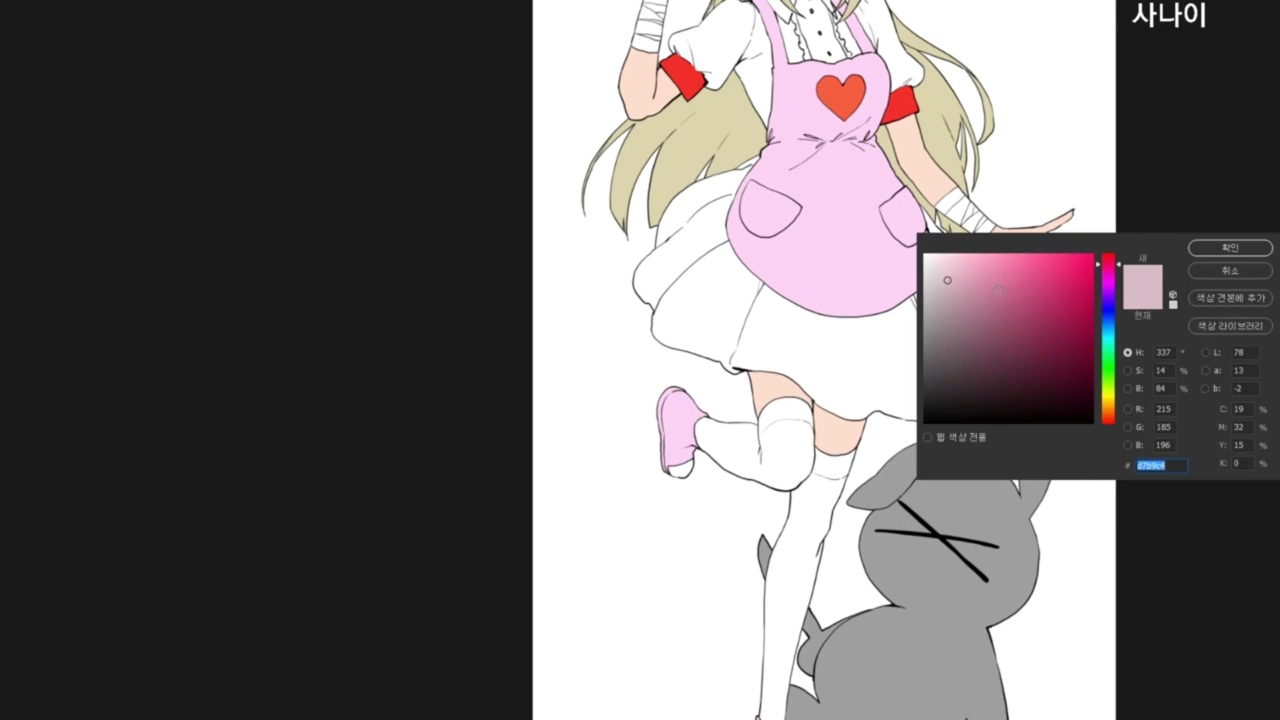 사나이
확인
새
취소
색상 견본에 추가
현재
색상 라이브러리
H: 337 °
L: 78
S: 14 %
a: 13
B: 84 %
b: -2
R: 215
C: 19 %
G: 185
M: 32 %
웹 색상 전용
B: 196
Y: 15 %
# d7b9c4
K: 0 %